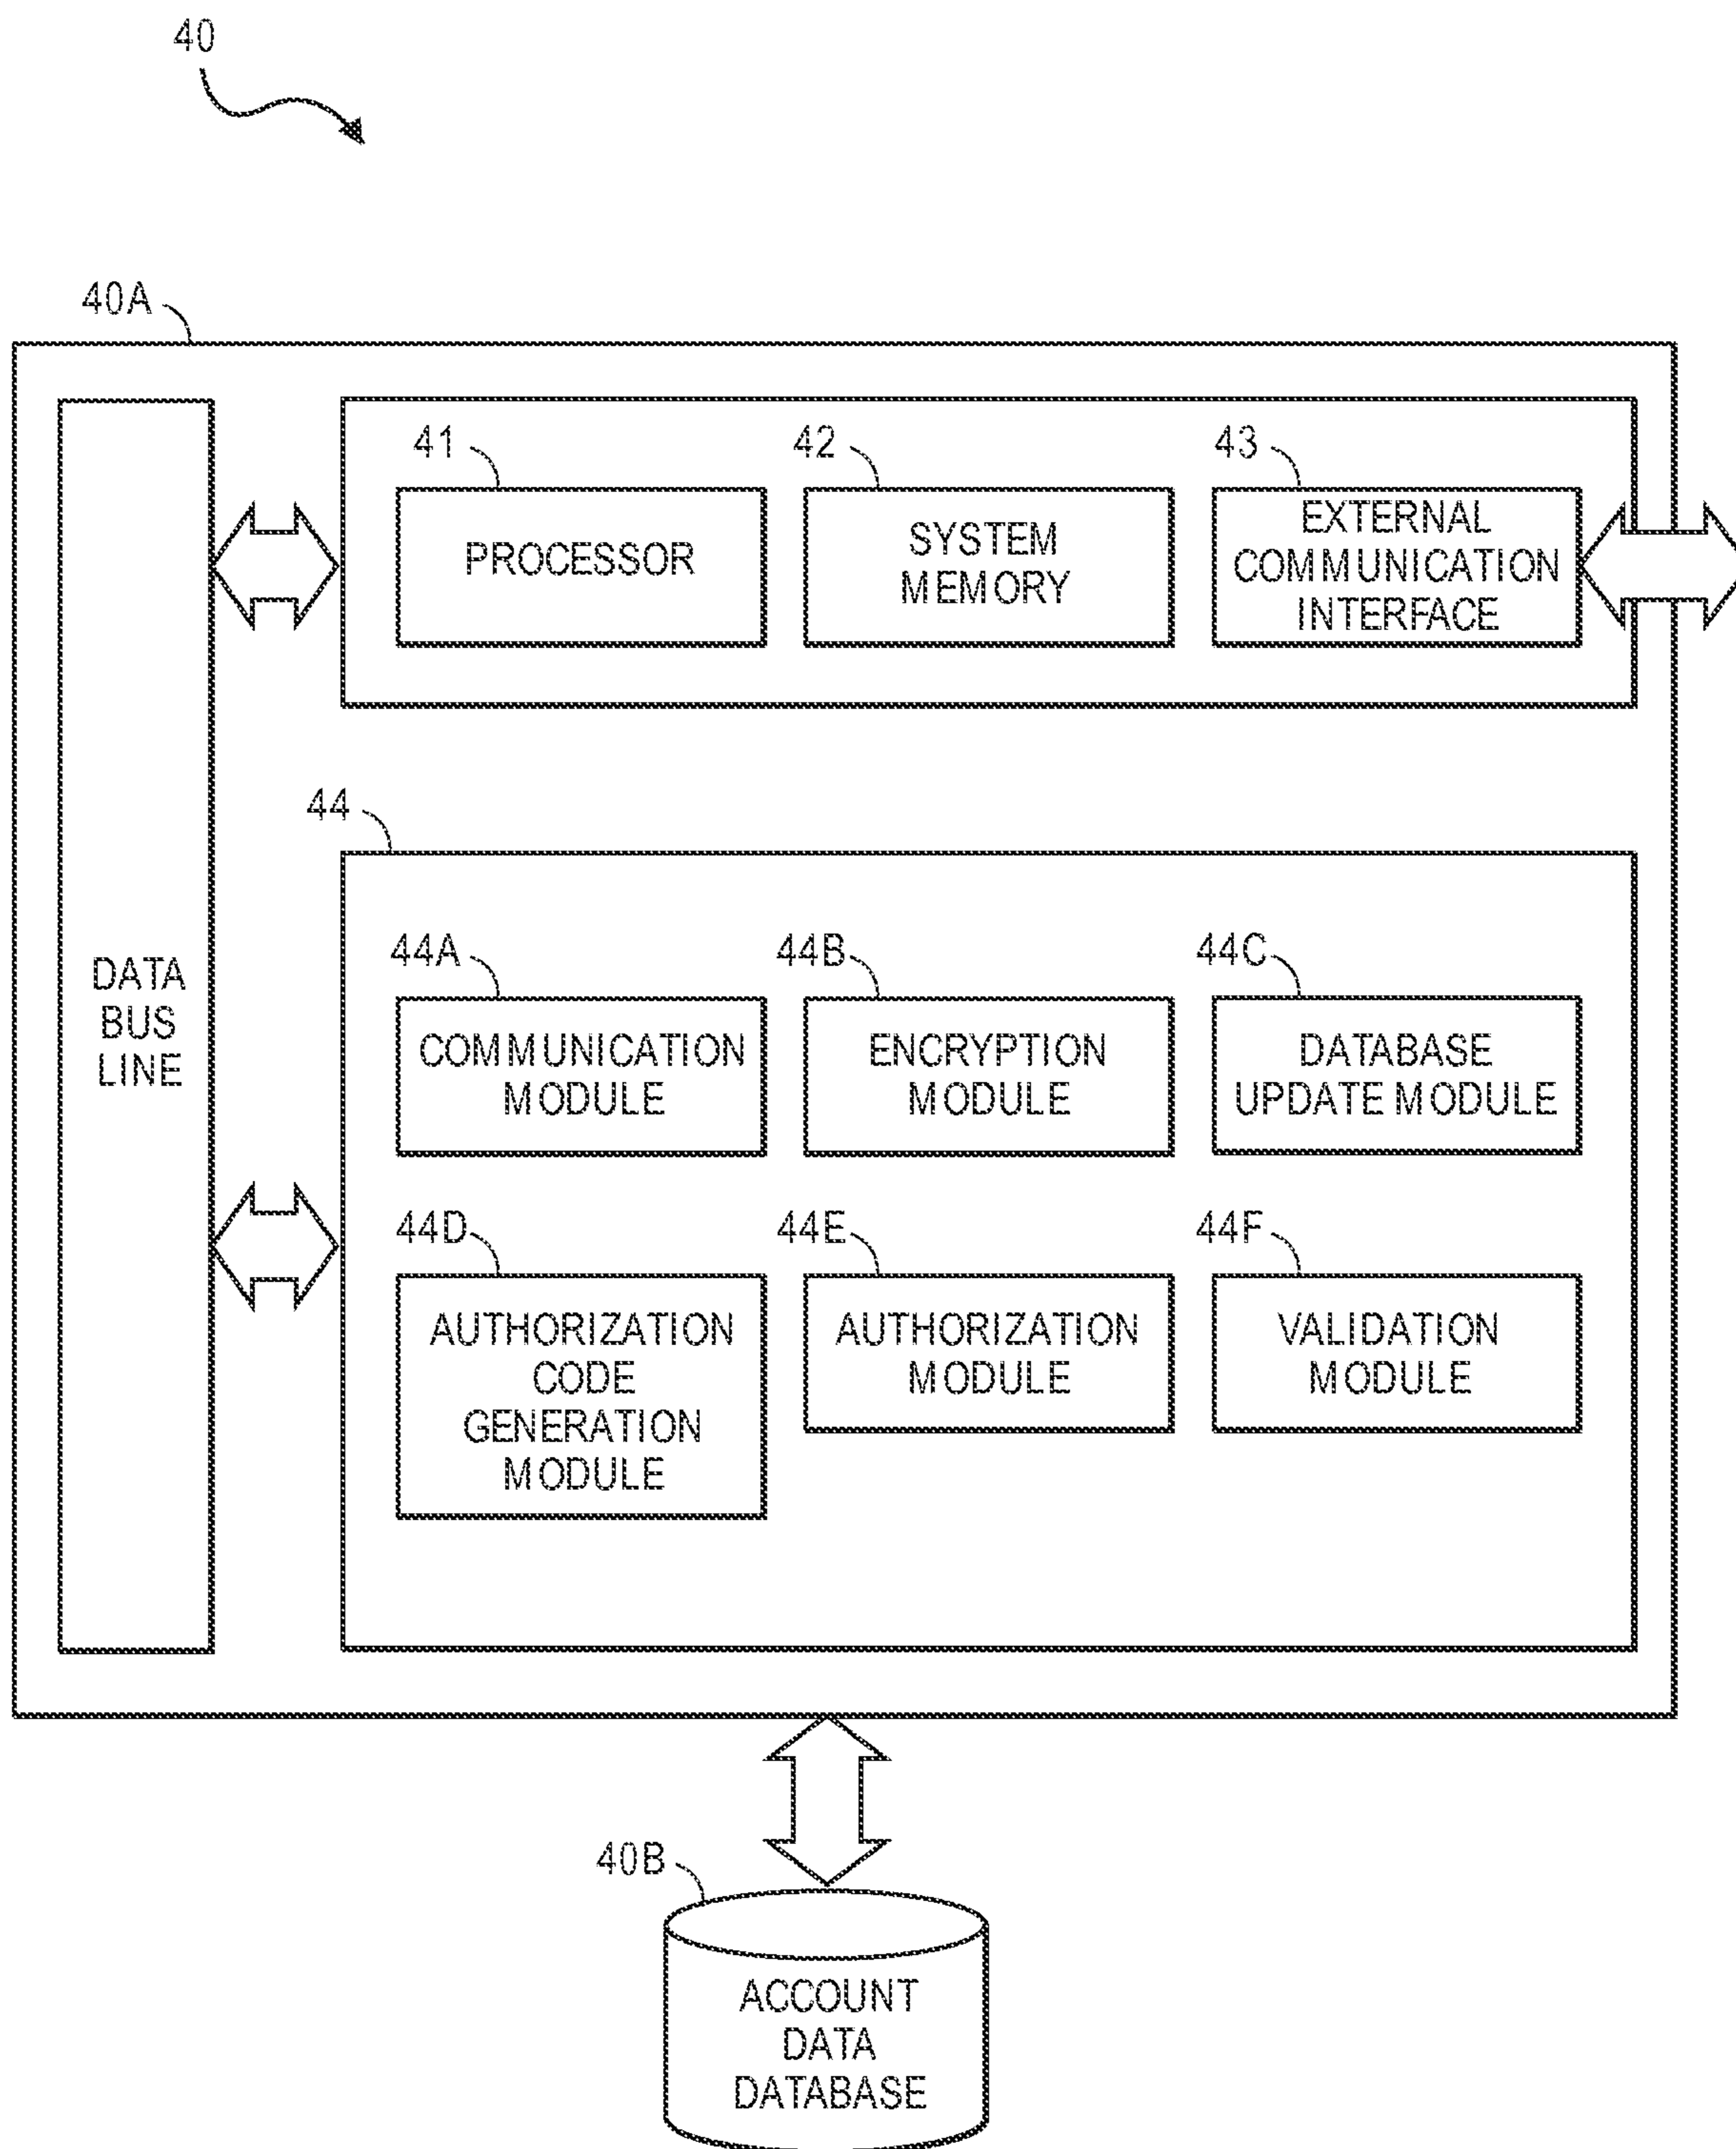 40
40A
41
42
43
PROCESSOR
SYSTEM
MEMORY
EXTERNAL
COMMUNICATION
INTERFACE
44
DATA
BUS
LINE
44A
44B
44C
COMMUNICATION
MODULE
ENCRYPTION
MODULE
DATABASE
UPDATE MODULE
44D
44E
44F
AUTHORIZATION
CODE
GENERATION
MODULE
AUTHORIZATION
MODULE
VALIDATION
MODULE
40B
ACCOUNT
DATA
DATABASE